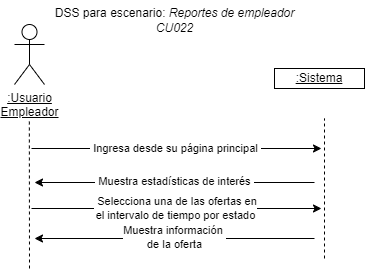 DSS para escenario: Reportes de empleador
CU022
:Usuario
Empleador
:Sistema
Ingresa desde su página principal
Muestra estadísticas de interés
Selecciona una de las ofertas en
el intervalo de tiempo por estado
Muestra información
de la oferta